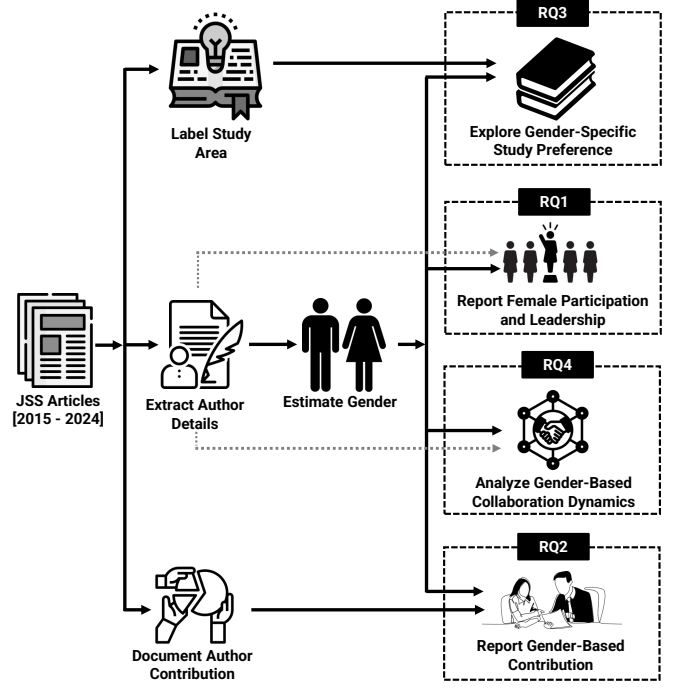 RQ3
Label Study
Area
Explore Gender-Specific
Study Preference
RQ1
Report Female Participation
and Leadership
JSS Articles
[2015 - 2024]
Extract Author
Details
Estimate Gender
RQ4
Analyze Gender-Based
Collaboration Dynamics
RQ2
Document Author
Contribution
Report Gender-Based
Contribution